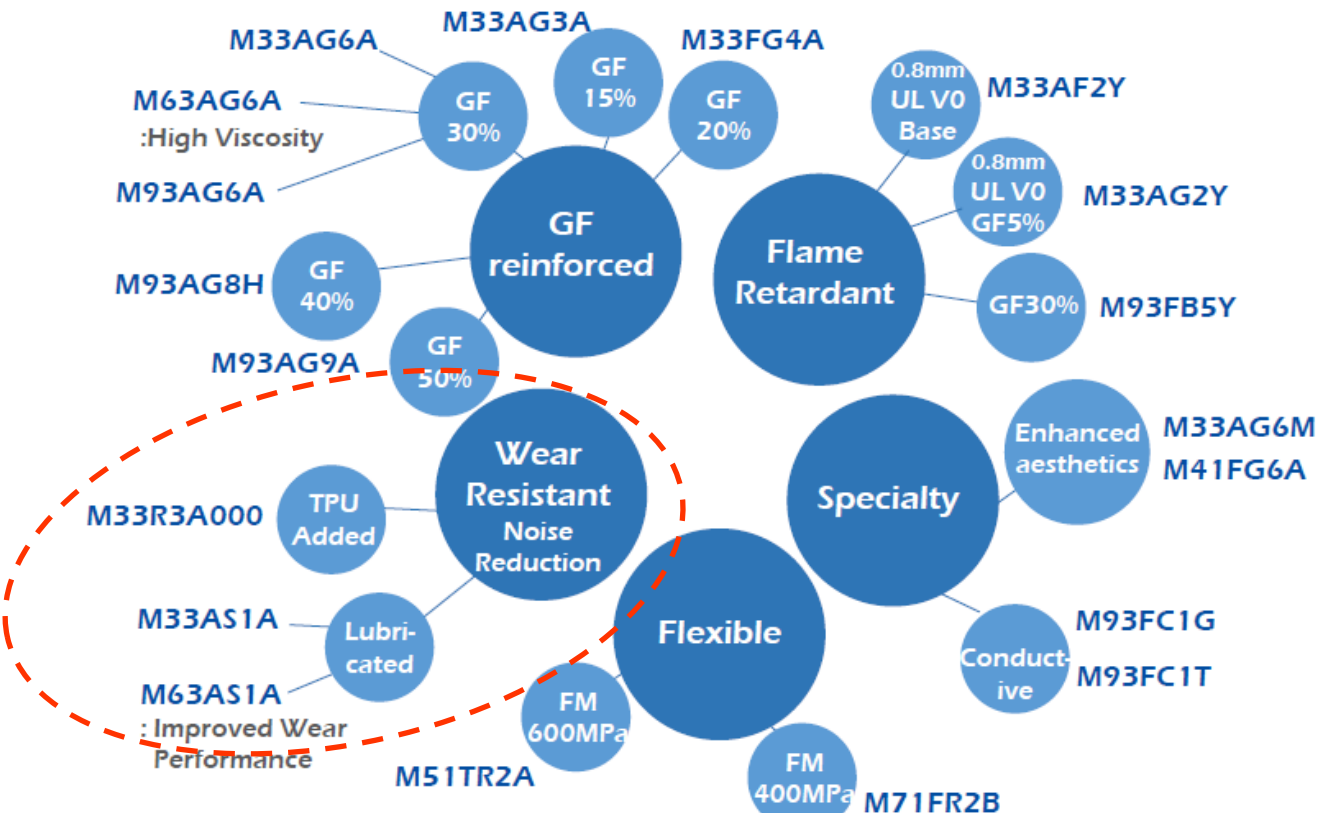 M33AG6A
M63AG6A
:High Viscosity
M93AG6A
GF
30%
M33AG3A
GF
15%
M33FG4A
GF
20%
GF
reinforced
M93AG8H
GF
40%
M93AG9A
GF
50%
0.8mm
UL V0
Base
M33AF2Y
0.8mm
UL V0
GF5%
M33AG2Y
Flame
Retardant
GF30%
M93FB5Y
Wear
Resistant
Noise
Reduction
M33R3A000
TPU
Added
M33AS1A
Lubri-
cated
M63AS1A
: Improved Wear
Performance
Specialty
Enhanced
aesthetics
M33AG6M
M41FG6A
Conduct-
ive
M93FC1G
M93FC1T
Flexible
FM
600MPa
M51TR2A
FM
400MPa
M71FR2B